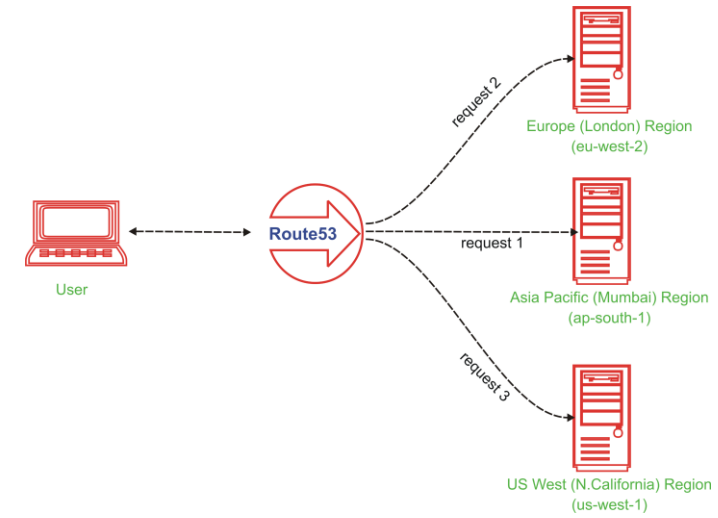 request 2
Europe (London) Region
(eu-west-2)
User
Route53
request 1
Asia Pacific (Mumbai) Region
(ap-south-1)
request 3
US West (N.California) Region
(us-west-1)